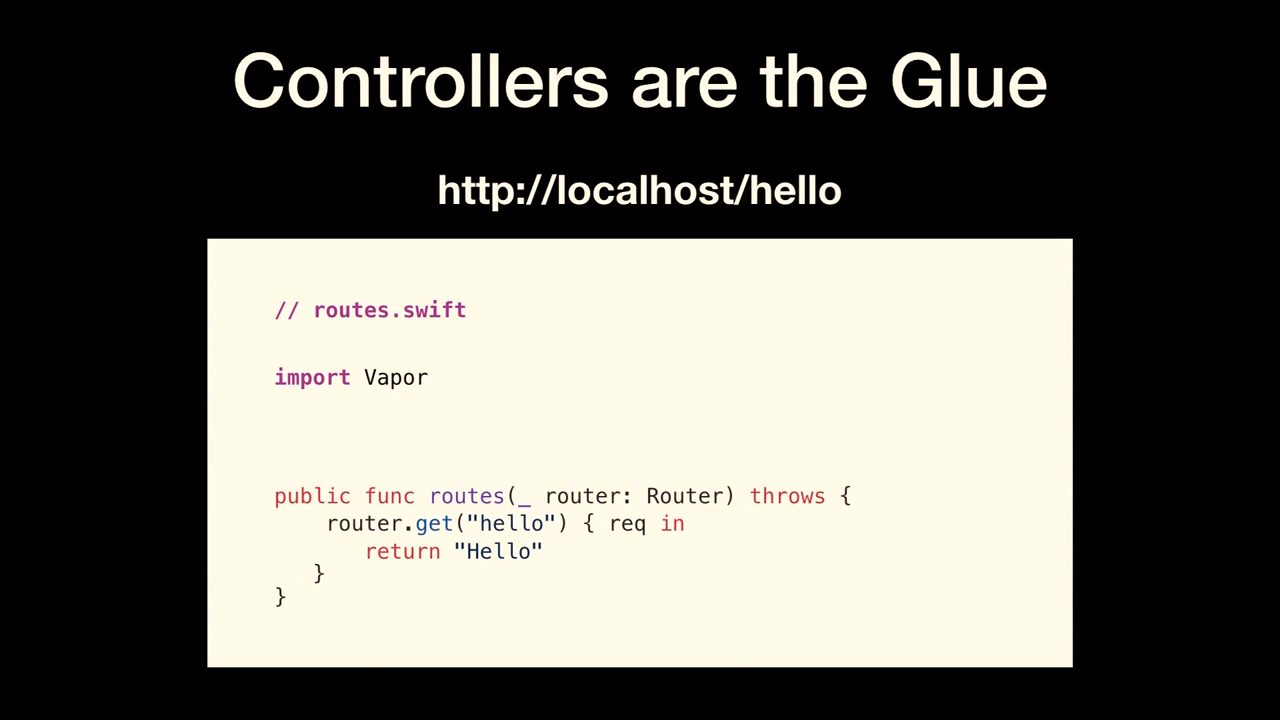 Controllers are the Glue
http://localhost/hello
// routes.swift
import Vapor
public func routes(_ router: Router) throws {
    router.get("hello") { req in
       return "Hello"
   }
}